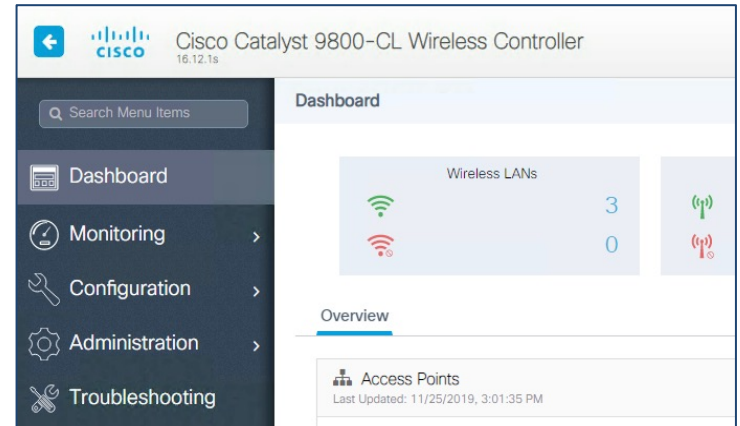 CISCO
Cisco Catalyst 9800-CL Wireless Controller
16.12.1s
Search Menu Items
Dashboard
Monitoring
Configuration
Administration
Troubleshooting
Dashboard
Wireless LANs
3
0
Overview
Access Points
Last Updated: 11/25/2019, 3:01:35 PM